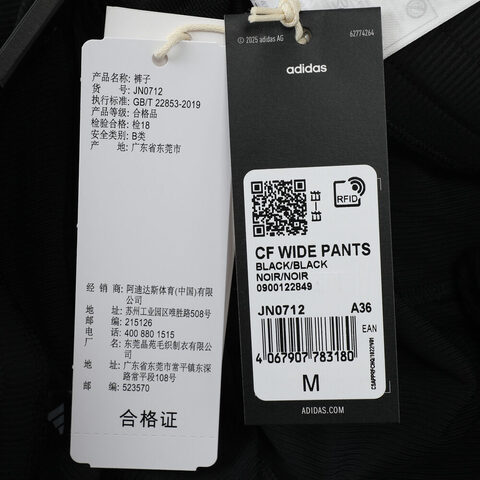 产品名称: 裤子
货 号: JN0712
执行标准: GB/T 22853-2019
产品等级: 合格品
检验合格: 检18
安全类别: B类
产 地: 广东省东莞市
经 销 商: 阿迪达斯体育(中国)有限公司
地 址: 苏州工业园区唯胜路508号
邮 编: 215126
电 话: 400 880 1515
制 造 厂: 东莞晶苑毛织制衣有限公司
地 址: 广东省东莞市常平镇东深路常平段108号
邮 编: 523570
合格证
© 2025 adidas AG
62774264
adidas
RFID
CF WIDE PANTS
BLACK/BLACK
NOIR/NOIR
0900122849
JN0712 A36
EAN
4 067907 783180
M
ADIDAS.COM